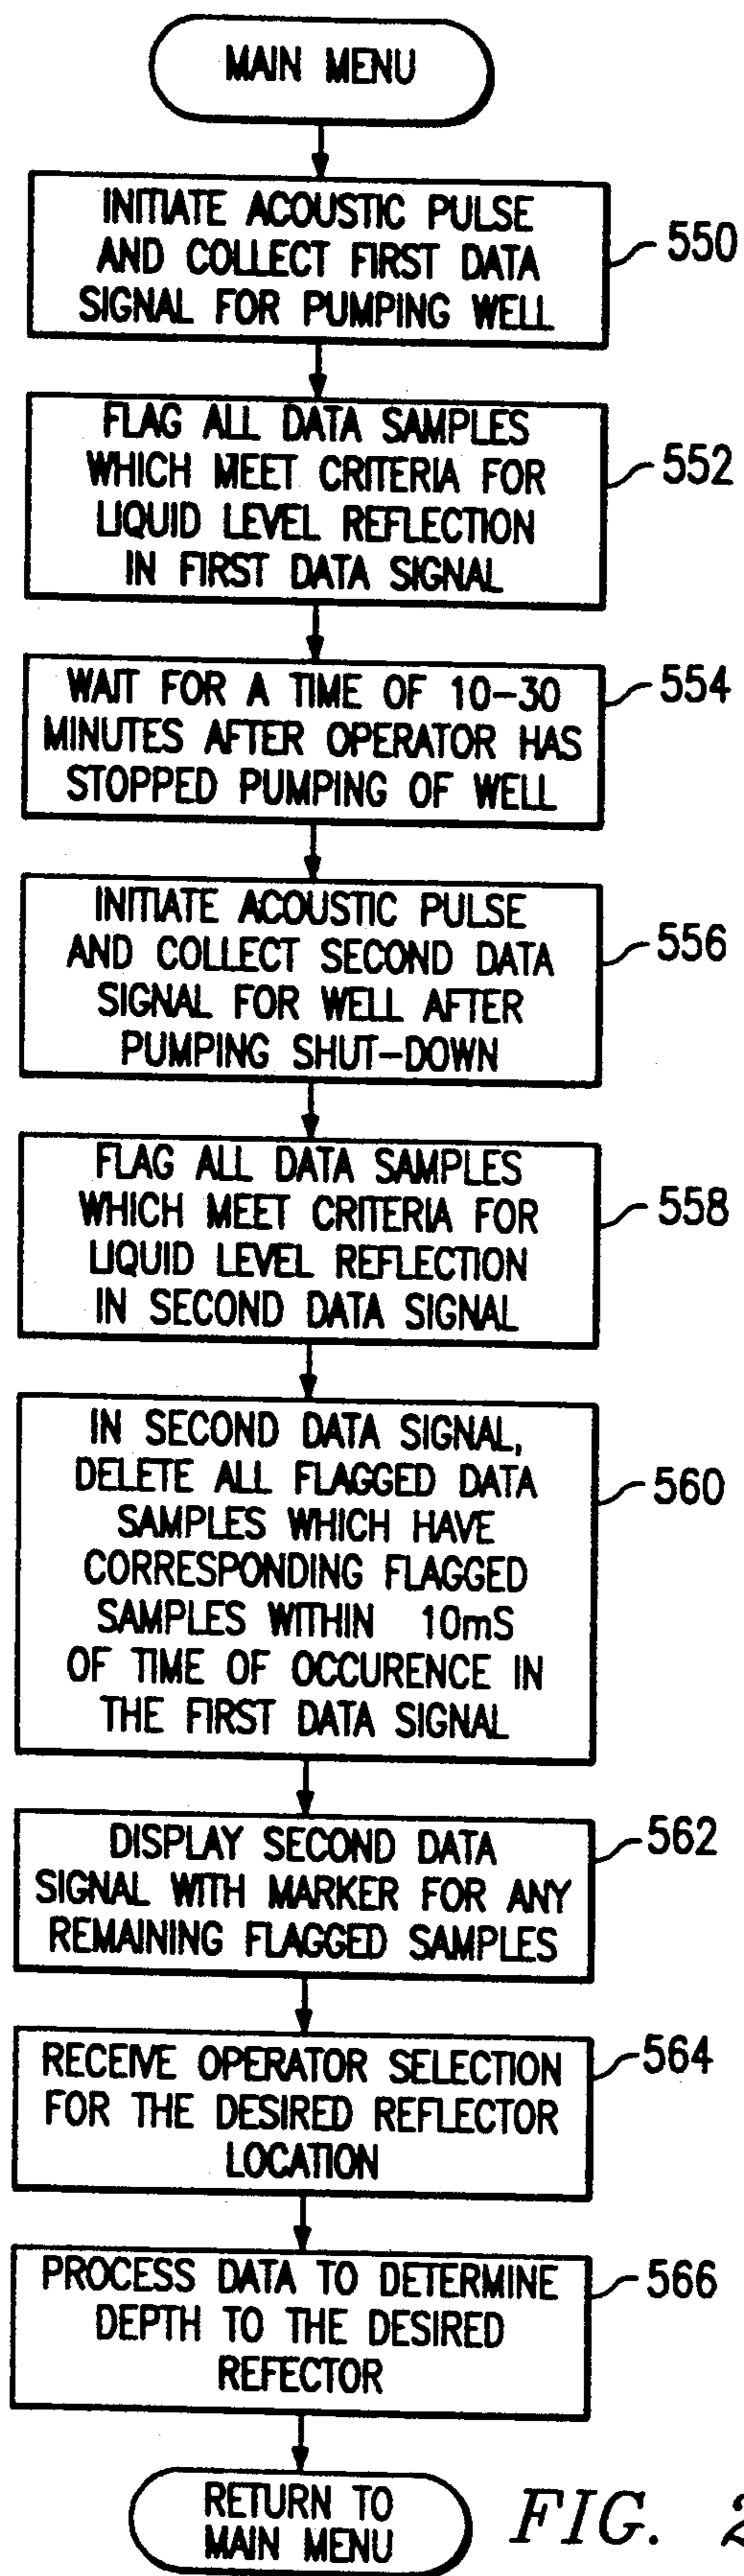 MAIN MENU
INITIATE ACOUSTIC PULSE
AND COLLECT FIRST DATA
SIGNAL FOR PUMPING WELL
550
FLAG ALL DATA SAMPLES
WHICH MEET CRITERIA FOR
LIQUID LEVEL REFLECTION
IN FIRST DATA SIGNAL
552
WAIT FOR A TIME OF 10-30
MINUTES AFTER OPERATOR HAS
STOPPED PUMPING OF WELL
554
INITIATE ACOUSTIC PULSE
AND COLLECT SECOND DATA
SIGNAL FOR WELL AFTER
PUMPING SHUT-DOWN
556
FLAG ALL DATA SAMPLES
WHICH MEET CRITERIA FOR
LIQUID LEVEL REFLECTION
IN SECOND DATA SIGNAL
558
IN SECOND DATA SIGNAL,
DELETE ALL FLAGGED DATA
SAMPLES WHICH HAVE
CORRESPONDING FLAGGED
SAMPLES WITHIN 10mS
OF TIME OF OCCURENCE IN
THE FIRST DATA SIGNAL
560
DISPLAY SECOND DATA
SIGNAL WITH MARKER FOR ANY
REMAINING FLAGGED SAMPLES
562
RECEIVE OPERATOR SELECTION
FOR THE DESIRED REFLECTOR
LOCATION
564
PROCESS DATA TO DETERMINE
DEPTH TO THE DESIRED
REFECTOR
566
RETURN TO
MAIN MENU
FIG. 2